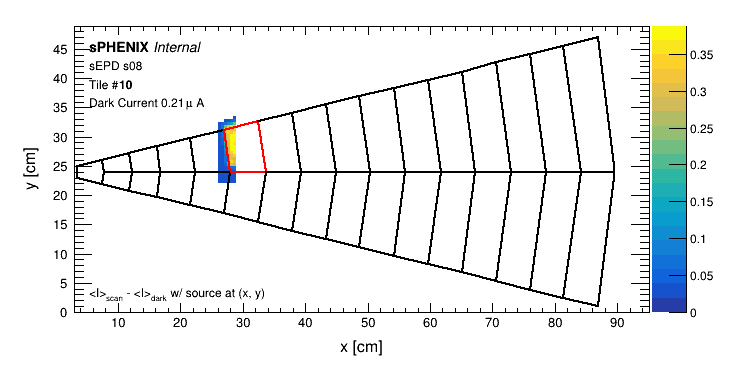 sPHENIX Internal
sEPD s08
Tile #10
Dark Current 0.21 μ A
<I>scan - <I>dark w/ source at (x, y)
y [cm]
45
40
35
30
25
20
15
10
5
0
10 20 30 40 50 60 70 80 90
x [cm]
0.35
0.3
0.25
0.2
0.15
0.1
0.05
0